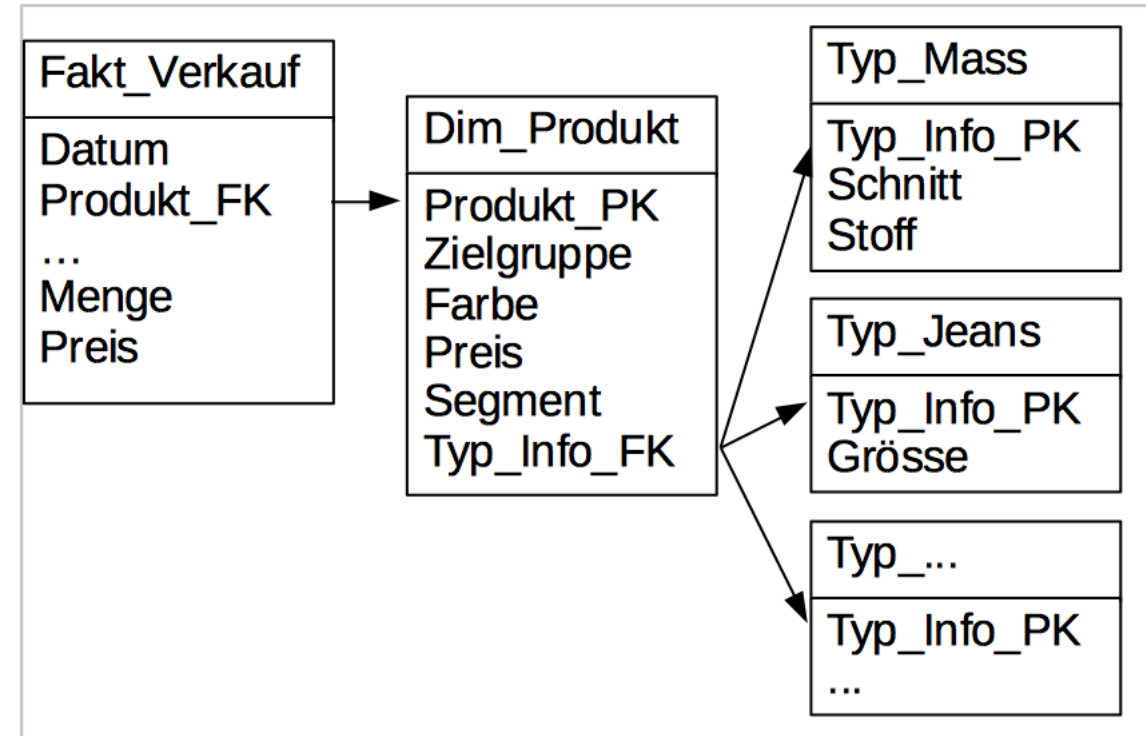 Fakt_Verkauf
Datum
Produkt_FK
...
Menge
Preis
Dim_Produkt
Produkt_PK
Zielgruppe
Farbe
Preis
Segment
Typ_Info_FK
Typ_Mass
Typ_Info_PK
Schnitt
Stoff
Typ_Jeans
Typ_Info_PK
Grösse
Typ_...
Typ_Info_PK
...